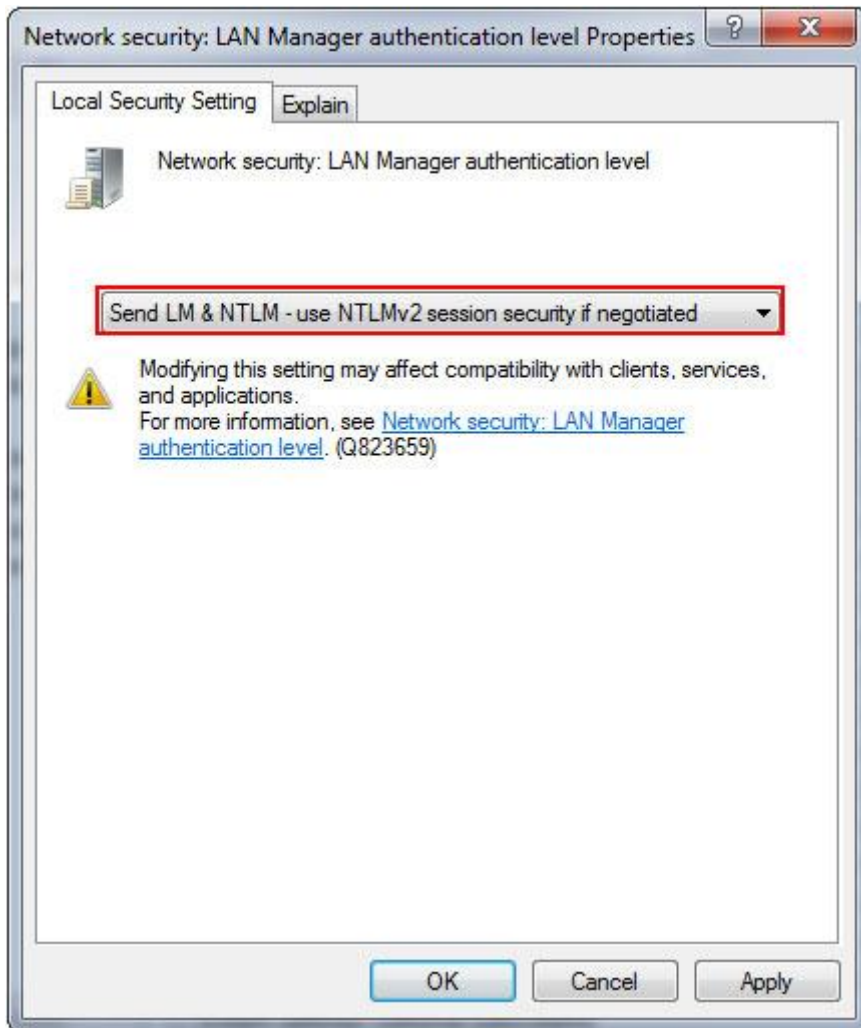 Network security: LAN Manager authentication level Properties
Local Security Setting
Explain
Network security: LAN Manager authentication level
Send LM & NTLM - use NTLMv2 session security if negotiated
Modifying this setting may affect compatibility with clients, services,
and applications.
For more information, see Network security: LAN Manager
authentication level. (Q823659)
OK
Cancel
Apply